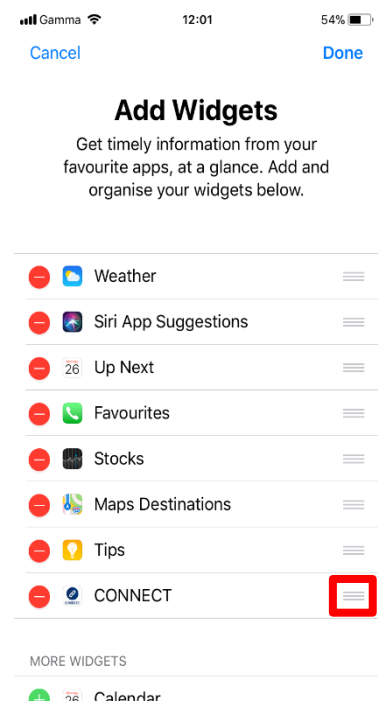 Gamma 12:01 54%
Cancel Done
Add Widgets
Get timely information from your
favourite apps, at a glance. Add and
organise your widgets below.
Weather
Siri App Suggestions
26 Up Next
Favourites
Stocks
Maps Destinations
Tips
CONNECT CONNECT
MORE WIDGETS
26 Calendar